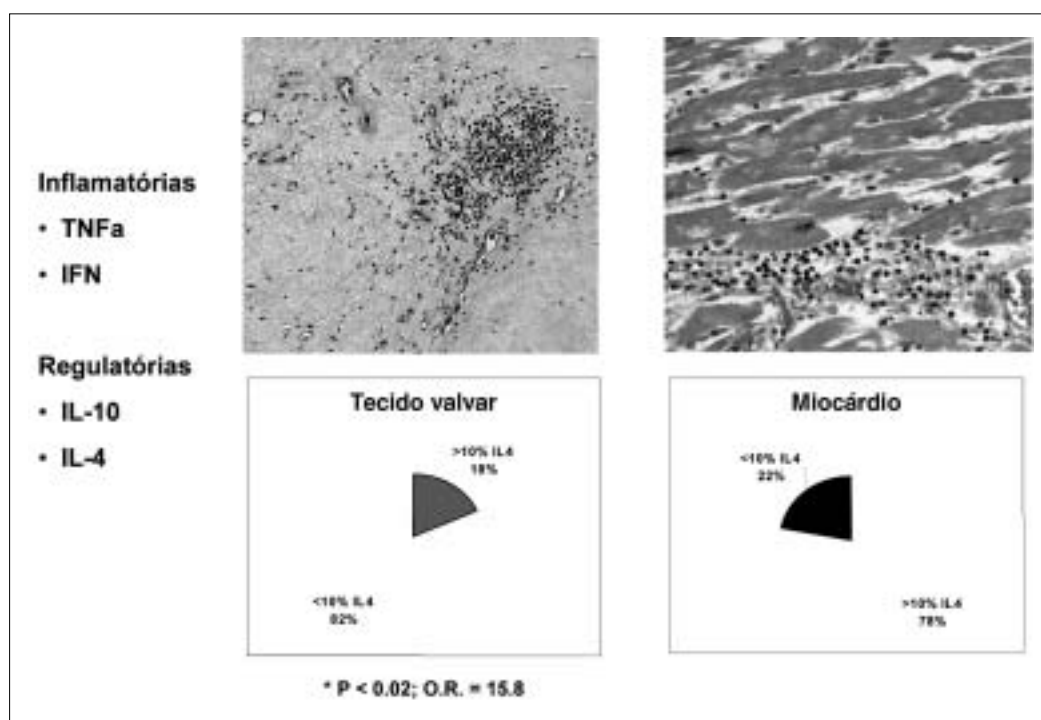 Inflamatórias
• TNFa
• IFN
Regulatórias
• IL-10
• IL-4
Tecido valvar
>10% IL4
18%
<10% IL4
82%
Miocárdio
<10% IL4
22%
>10% IL4
78%
* P < 0.02; O.R. = 15.8